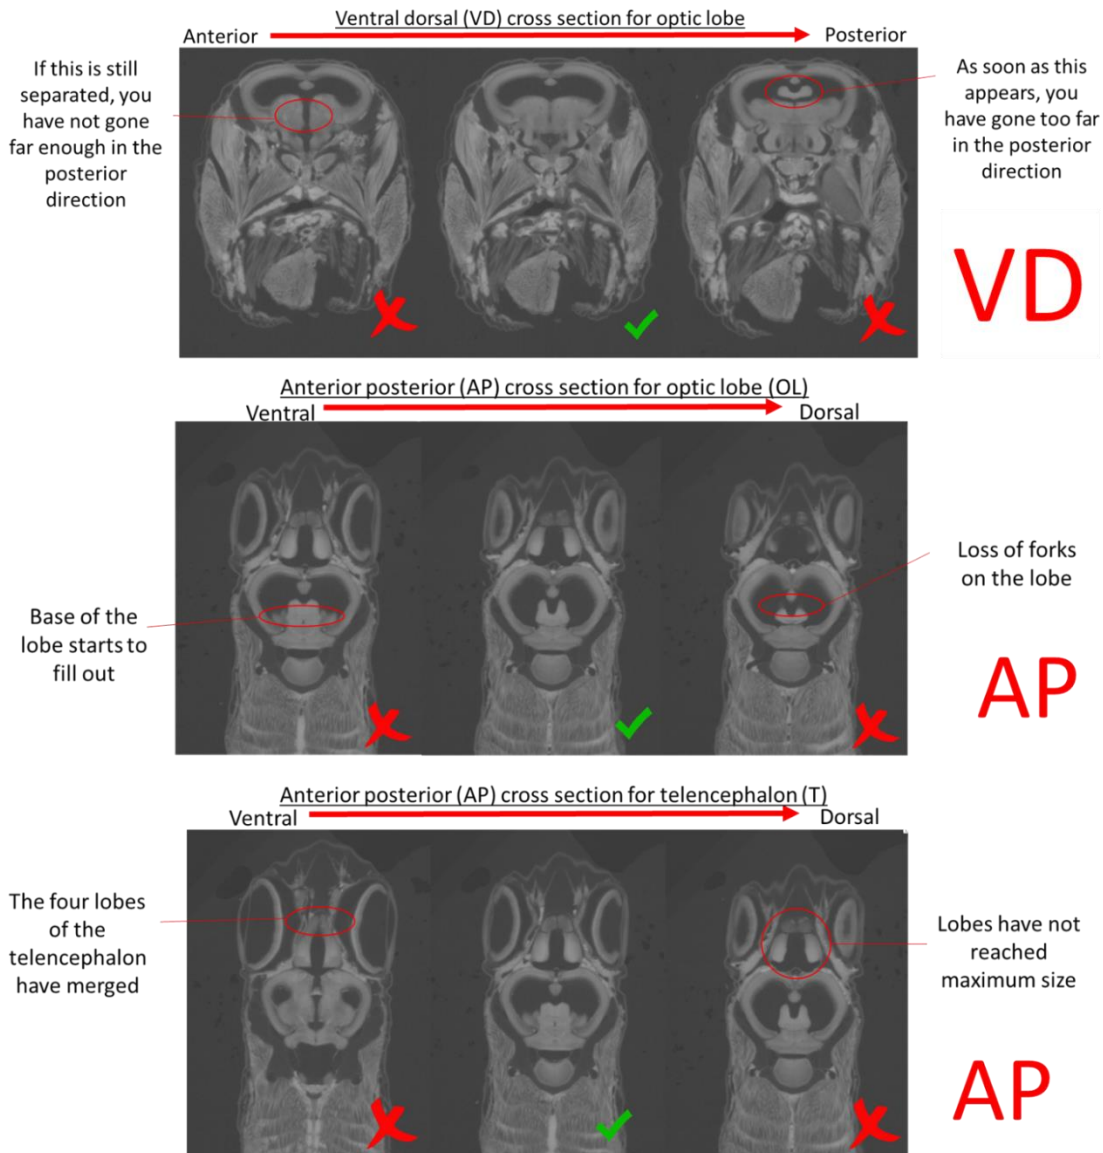 Ventral dorsal (VD) cross section for optic lobe
Anterior
Posterior
If this is still
separated, you
have not gone
far enough in the
posterior
direction
As soon as this
appears, you
have gone too far
in the posterior
direction
VD
Anterior posterior (AP) cross section for optic lobe (OL)
Ventral
Dorsal
Base of the
lobe starts to
fill out
Loss of forks
on the lobe
AP
Anterior posterior (AP) cross section for telencephalon (T)
Ventral
Dorsal
The four lobes
of the
telencephalon
have merged
Lobes have not
reached
maximum size
AP